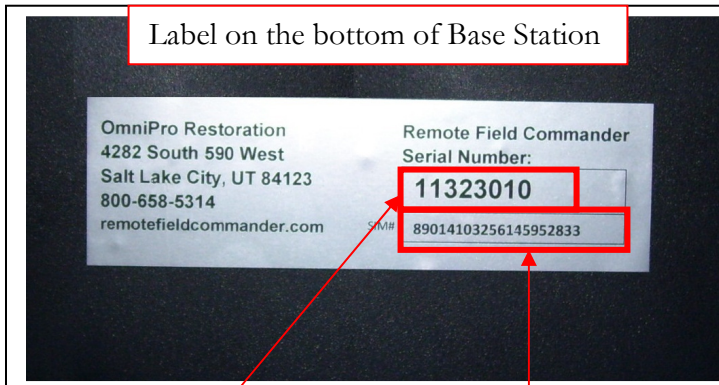 Label on the bottom of Base Station
OmniPro Restoration
4282 South 590 West
Salt Lake City, UT 84123
800-658-5314
remotefieldcommander.com
Remote Field Commander
Serial Number:
11323010
SIM# 89014103256145952833